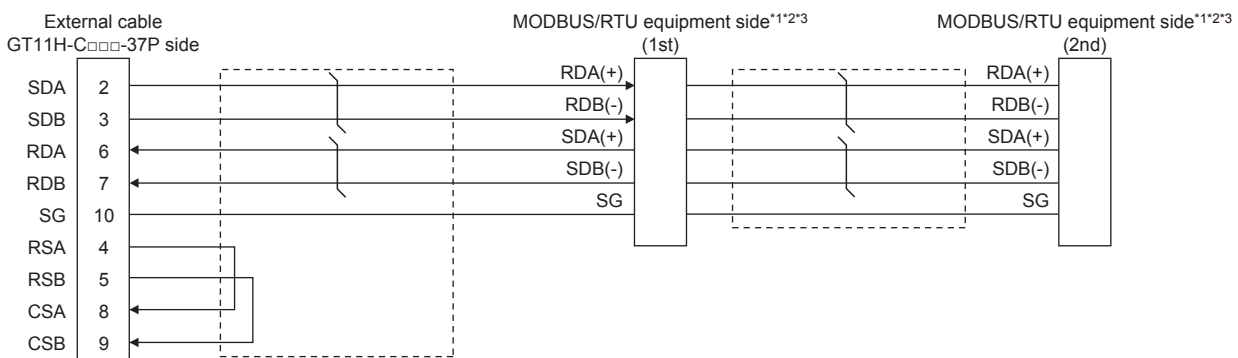 External cable
GT11H-C□□□-37P side
MODBUS/RTU equipment side*1*2*3
(1st)
MODBUS/RTU equipment side*1*2*3
(2nd)
SDA 2 RDA(+) RDA(+)
SDB 3 RDB(-) RDB(-)
RDA 6 SDA(+) SDA(+)
RDB 7 SDB(-) SDB(-)
SG 10 SG SG
RSA 4
RSB 5
CSA 8
CSB 9